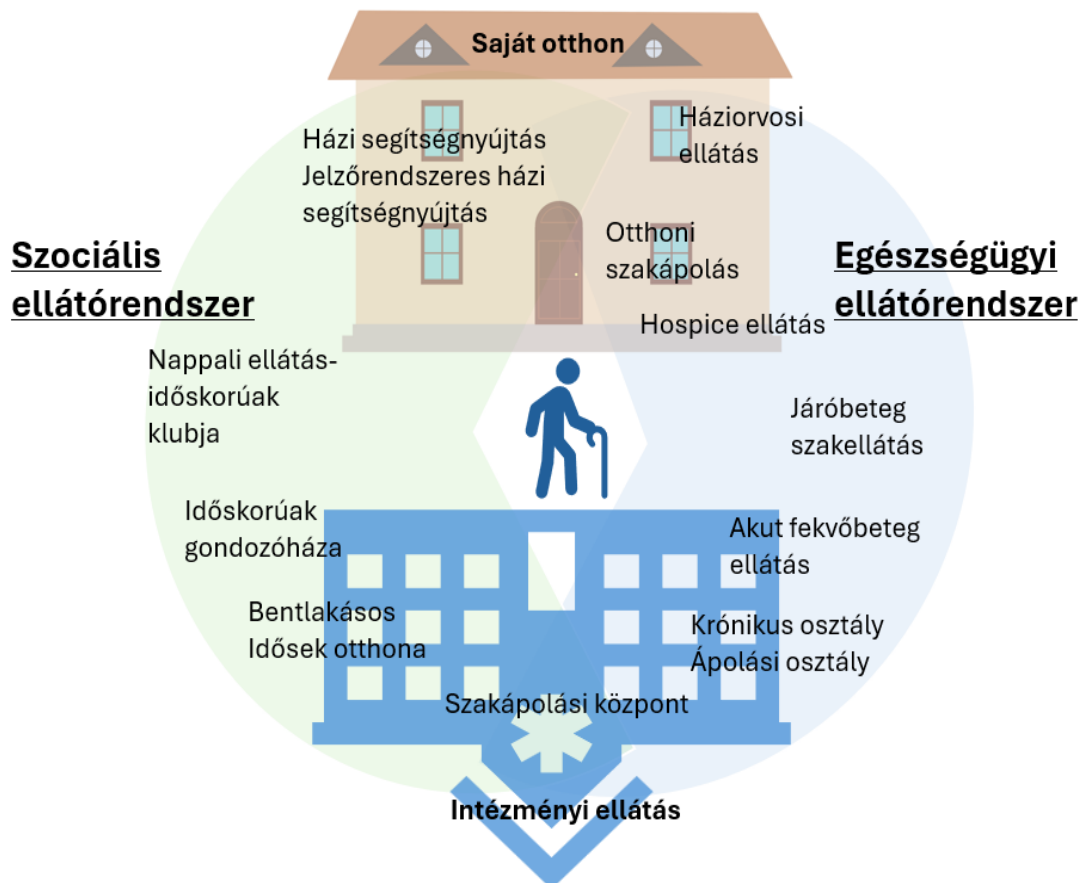 Saját otthon
Házi segítségnyújtás
Jelzőrendszeres házi
segítségnyújtás
Háziorvosi
ellátás
Otthoni
szakápolás
Hospice ellátás
Szociális
ellátórendszer
Egészségügyi
ellátórendszer
Nappali ellátás-
időskorúak
klubja
Járóbeteg
szakellátás
Időskorúak
gondozóháza
Akut fekvőbeteg
ellátás
Bentlakásos
Idősek otthona
Krónikus osztály
Ápolási osztály
Szakápolási központ
Intézményi ellátás